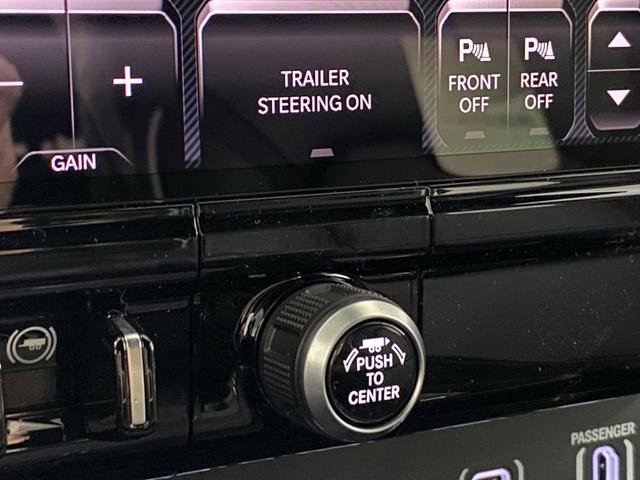 TRAILER
STEERING ON
P
FRONT
OFF
P
REAR
OFF
GAIN
PUSH
TO
CENTER
PASSENGER